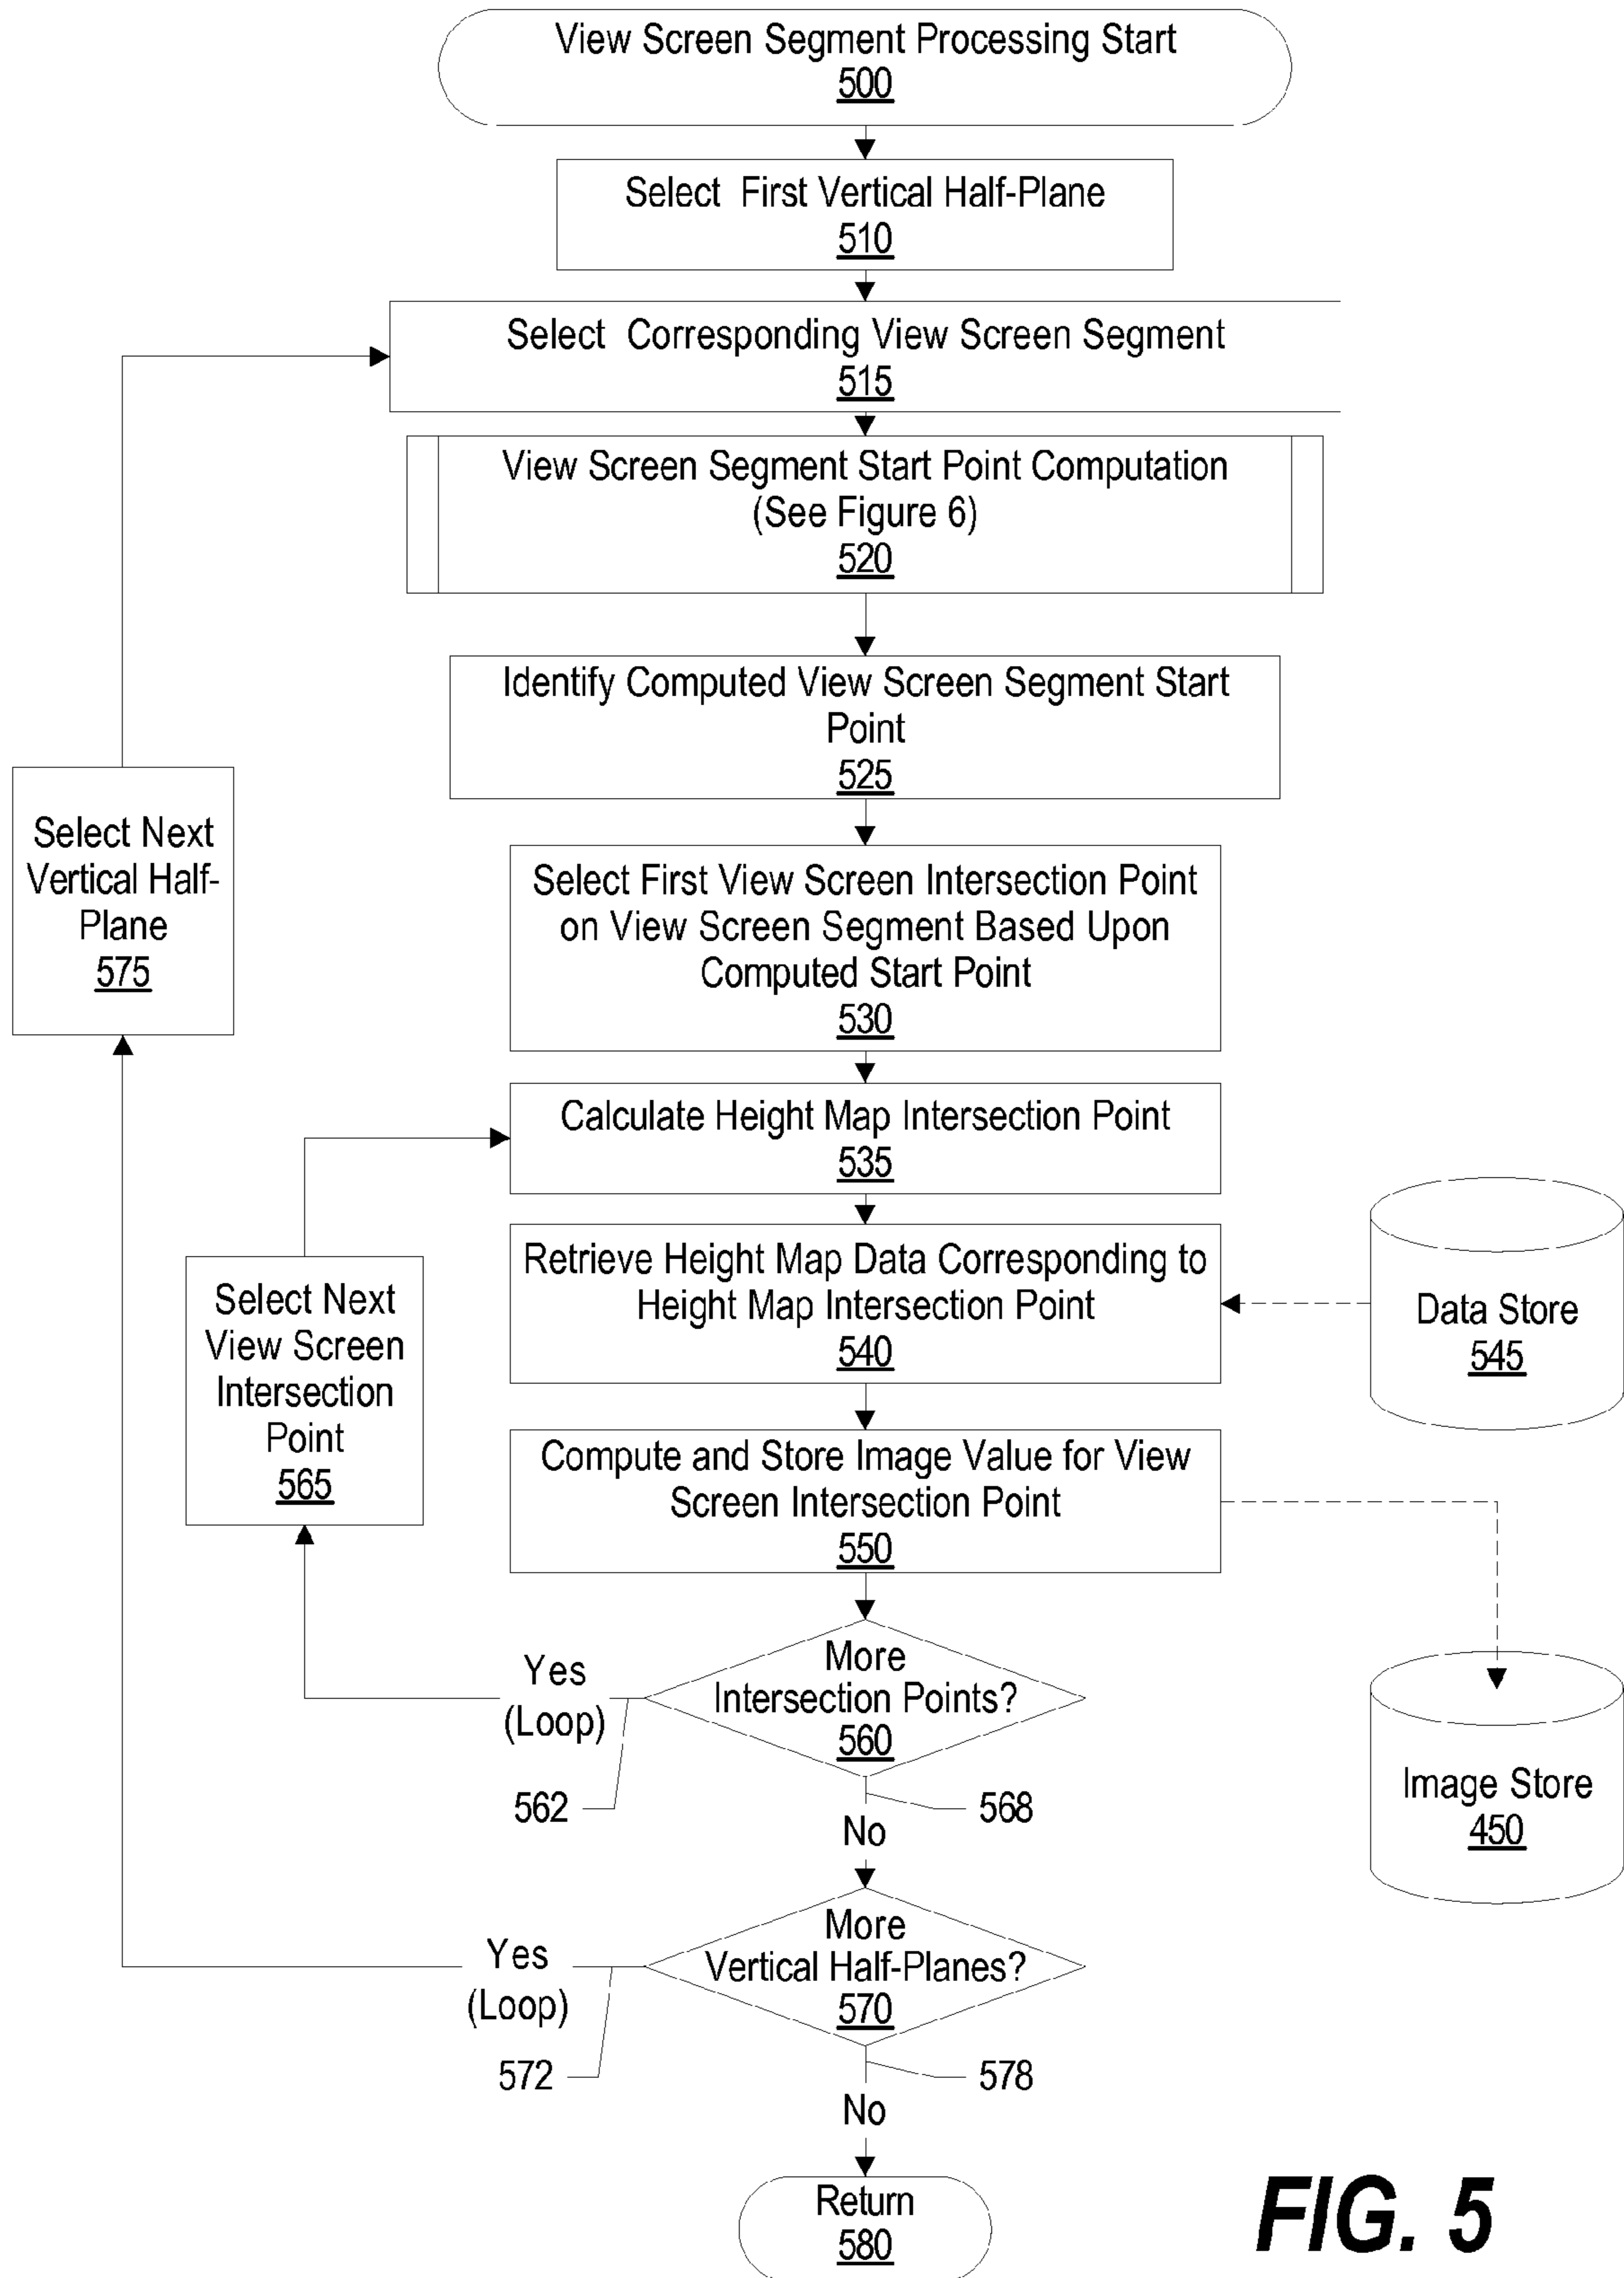 View Screen Segment Processing Start
500
Select First Vertical Half-Plane
510
Select Corresponding View Screen Segment
515
View Screen Segment Start Point Computation
(See Figure 6)
520
Identify Computed View Screen Segment Start
Point
525
Select Next
Vertical Half-
Plane
575
Select First View Screen Intersection Point
on View Screen Segment Based Upon
Computed Start Point
530
Calculate Height Map Intersection Point
535
Retrieve Height Map Data Corresponding to
Height Map Intersection Point
540
Data Store
545
Select Next
View Screen
Intersection
Point
565
Compute and Store Image Value for View
Screen Intersection Point
550
More
Intersection Points?
560
Yes
(Loop)
562
568
No
Image Store
450
More
Vertical Half-Planes?
570
Yes
(Loop)
572
578
No
Return
580
FIG. 5